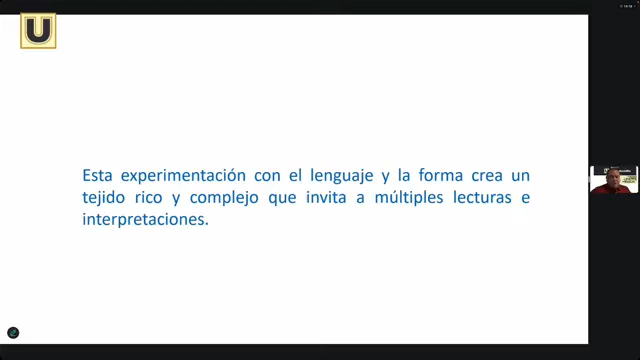 U
Esta experimentación con el lenguaje y la forma crea un
tejido rico y complejo que invita a múltiples lecturas e
interpretaciones.